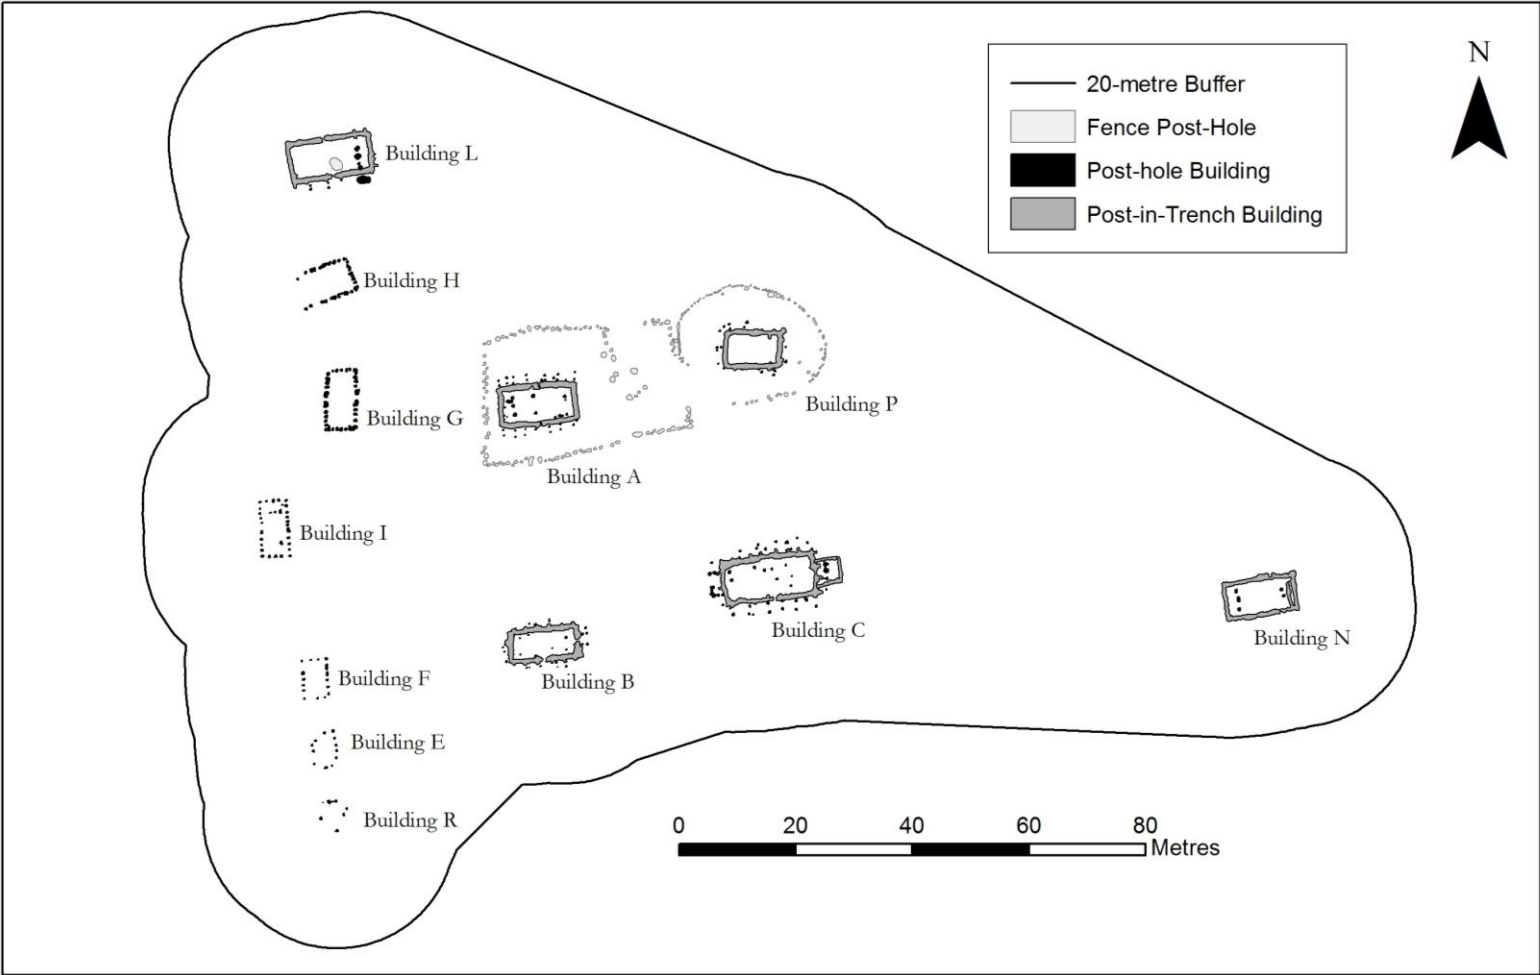 N
20-metre Buffer
Fence Post-Hole
Post-hole Building
Post-in-Trench Building
Building L
Building H
Building P
Building G
Building A
Building I
Building C
Building N
Building F
Building B
Building E
Building R
0 20 40 60 80
Metres